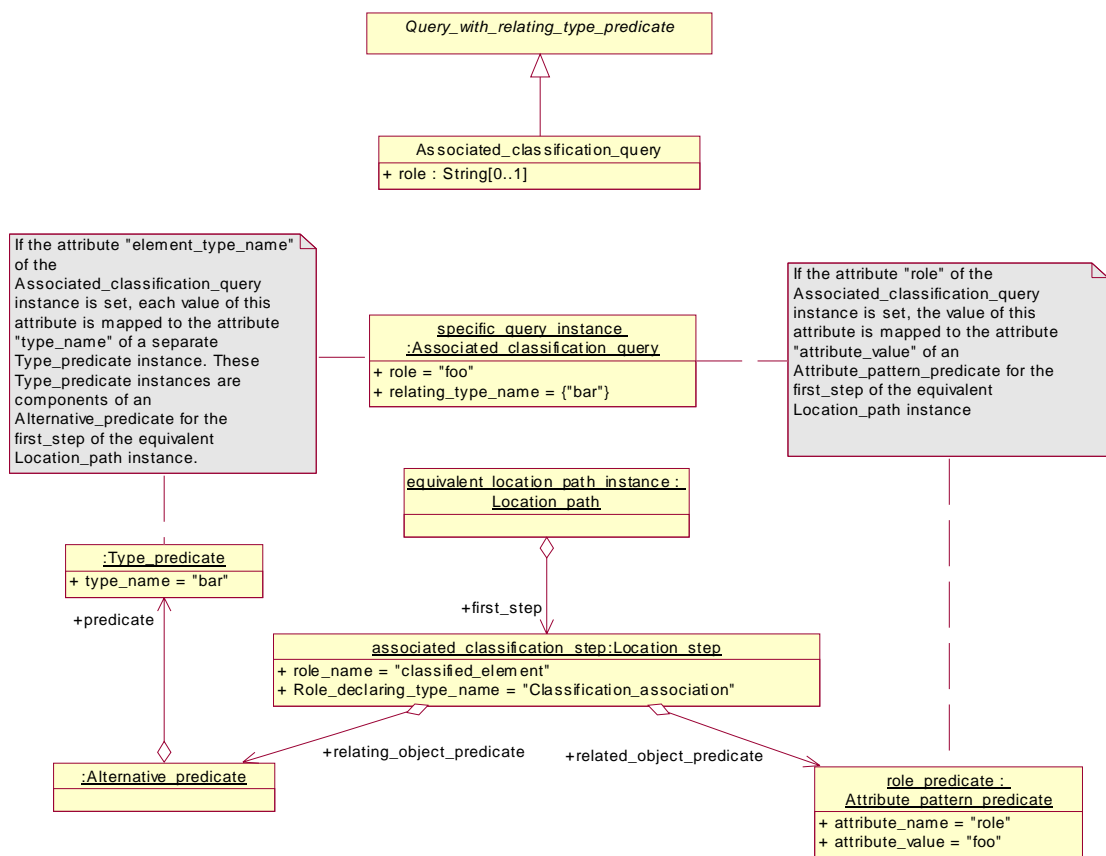 Query_with_relating_type_predicate
Associated_classification_query
+ role : String[0..1]
If the attribute "element_type_name"
of the
Associated_classification_query
instance is set, each value of this
attribute is mapped to the attribute
"type_name" of a separate
Type_predicate instance. These
Type_predicate instances are
components of an
Alternative_predicate for the
first_step of the equivalent
Location_path instance.
specific_query_instance
:Associated_classification_query
+ role = "foo"
+ relating_type_name = {"bar"}
If the attribute "role" of the
Associated_classification_query
instance is set, the value of this
attribute is mapped to the attribute
"attribute_value" of an
Attribute_pattern_predicate for the
first_step of the equivalent
Location_path instance
equivalent_location_path_instance :
Location_path
:Type_predicate
+ type_name = "bar"
+predicate
+first_step
associated_classification_step:Location_step
+ role_name = "classified_element"
+ Role_declaring_type_name = "Classification_association"
+relating_object_predicate
+related_object_predicate
:Alternative_predicate
role_predicate :
Attribute_pattern_predicate
+ attribute_name = "role"
+ attribute_value = "foo"